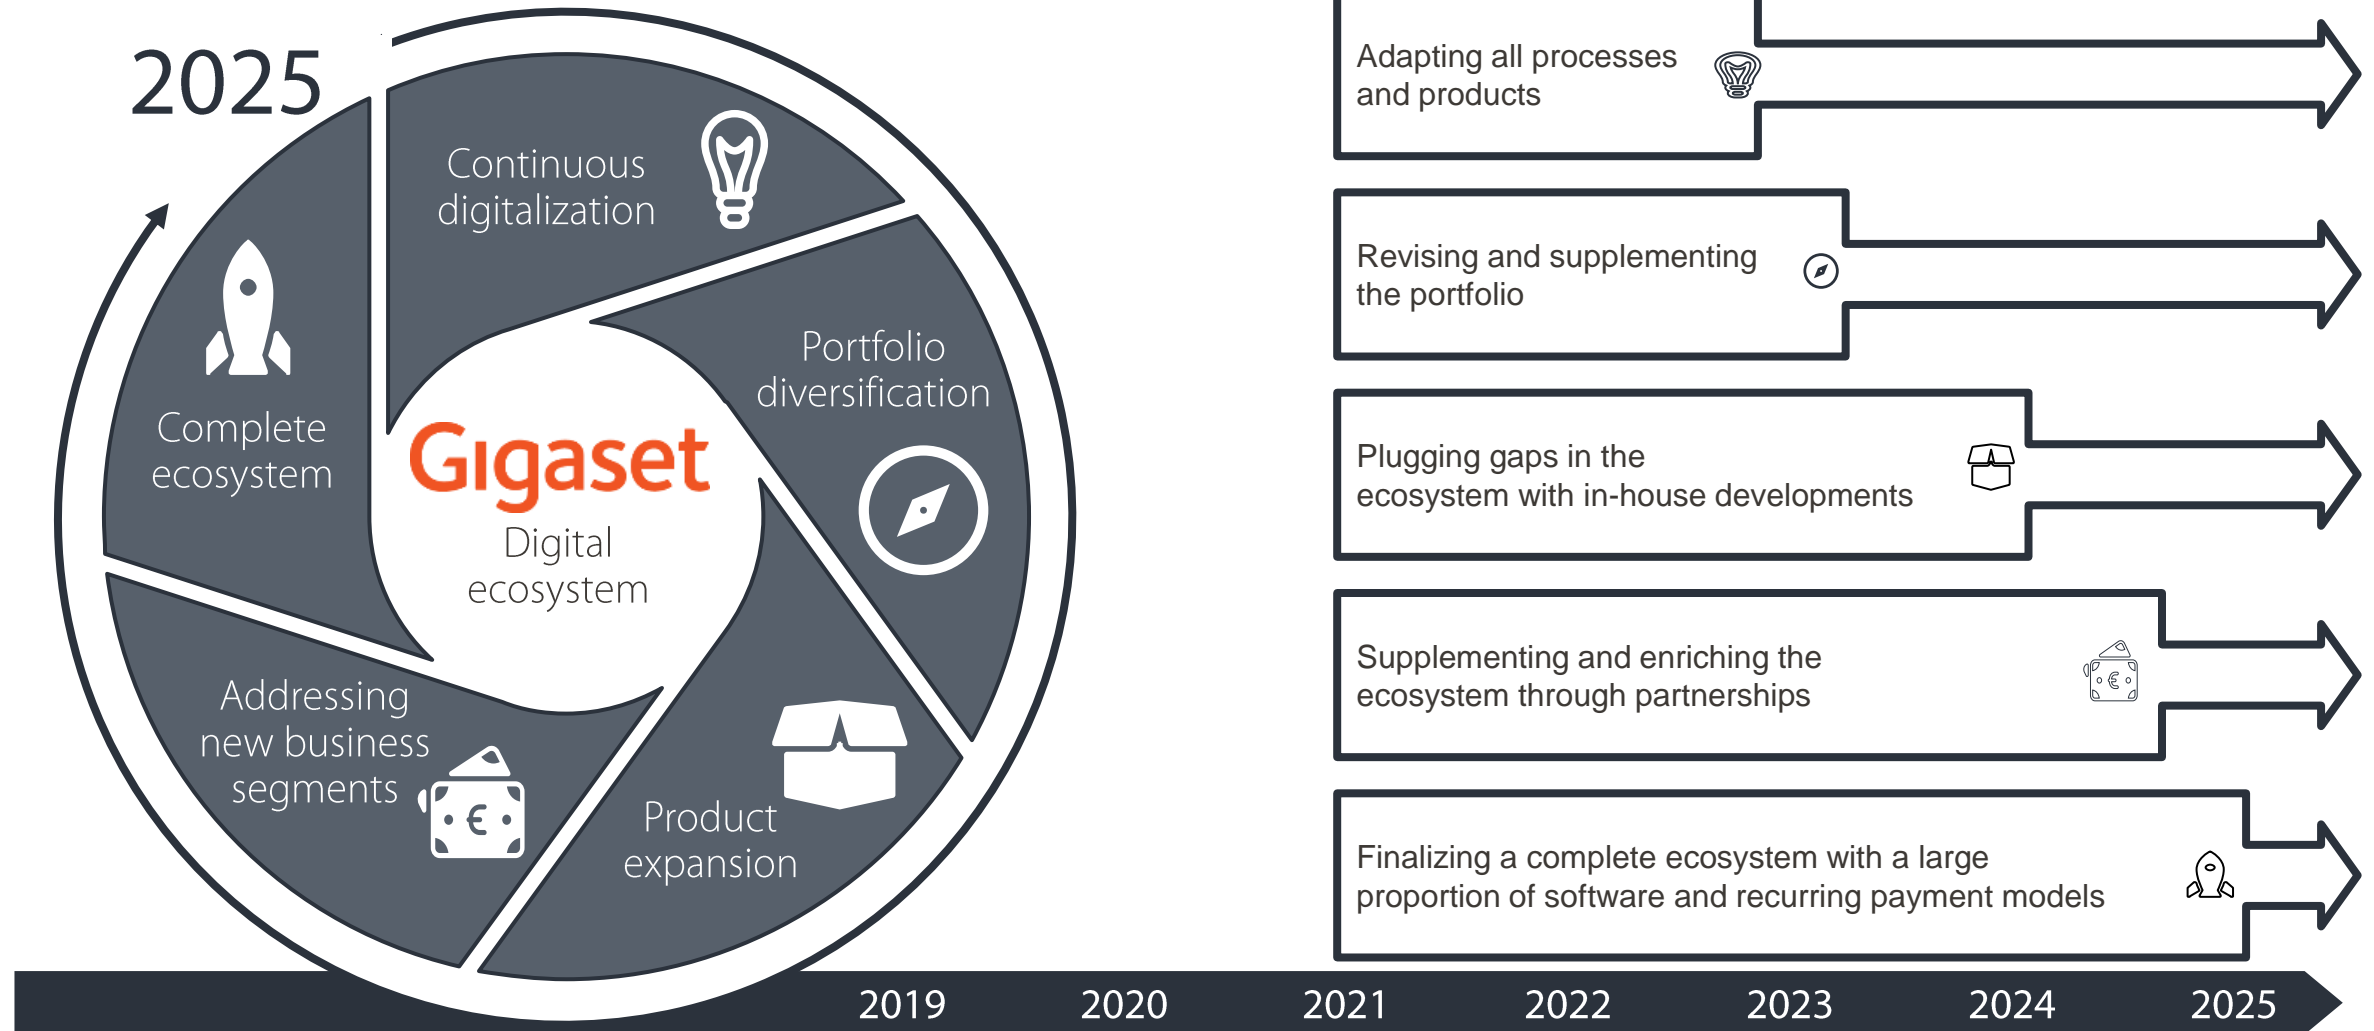 2025
Continuous
digitalization
Portfolio
diversification
Product
expansion
Addressing
new business
segments
€
Complete
ecosystem
Gigaset
Digital
ecosystem
Adapting all processes
and products
Revising and supplementing
the portfolio
Plugging gaps in the
ecosystem with in-house developments
Supplementing and enriching the
ecosystem through partnerships
€
Finalizing a complete ecosystem with a large
proportion of software and recurring payment models
2019 2020 2021 2022 2023 2024 2025